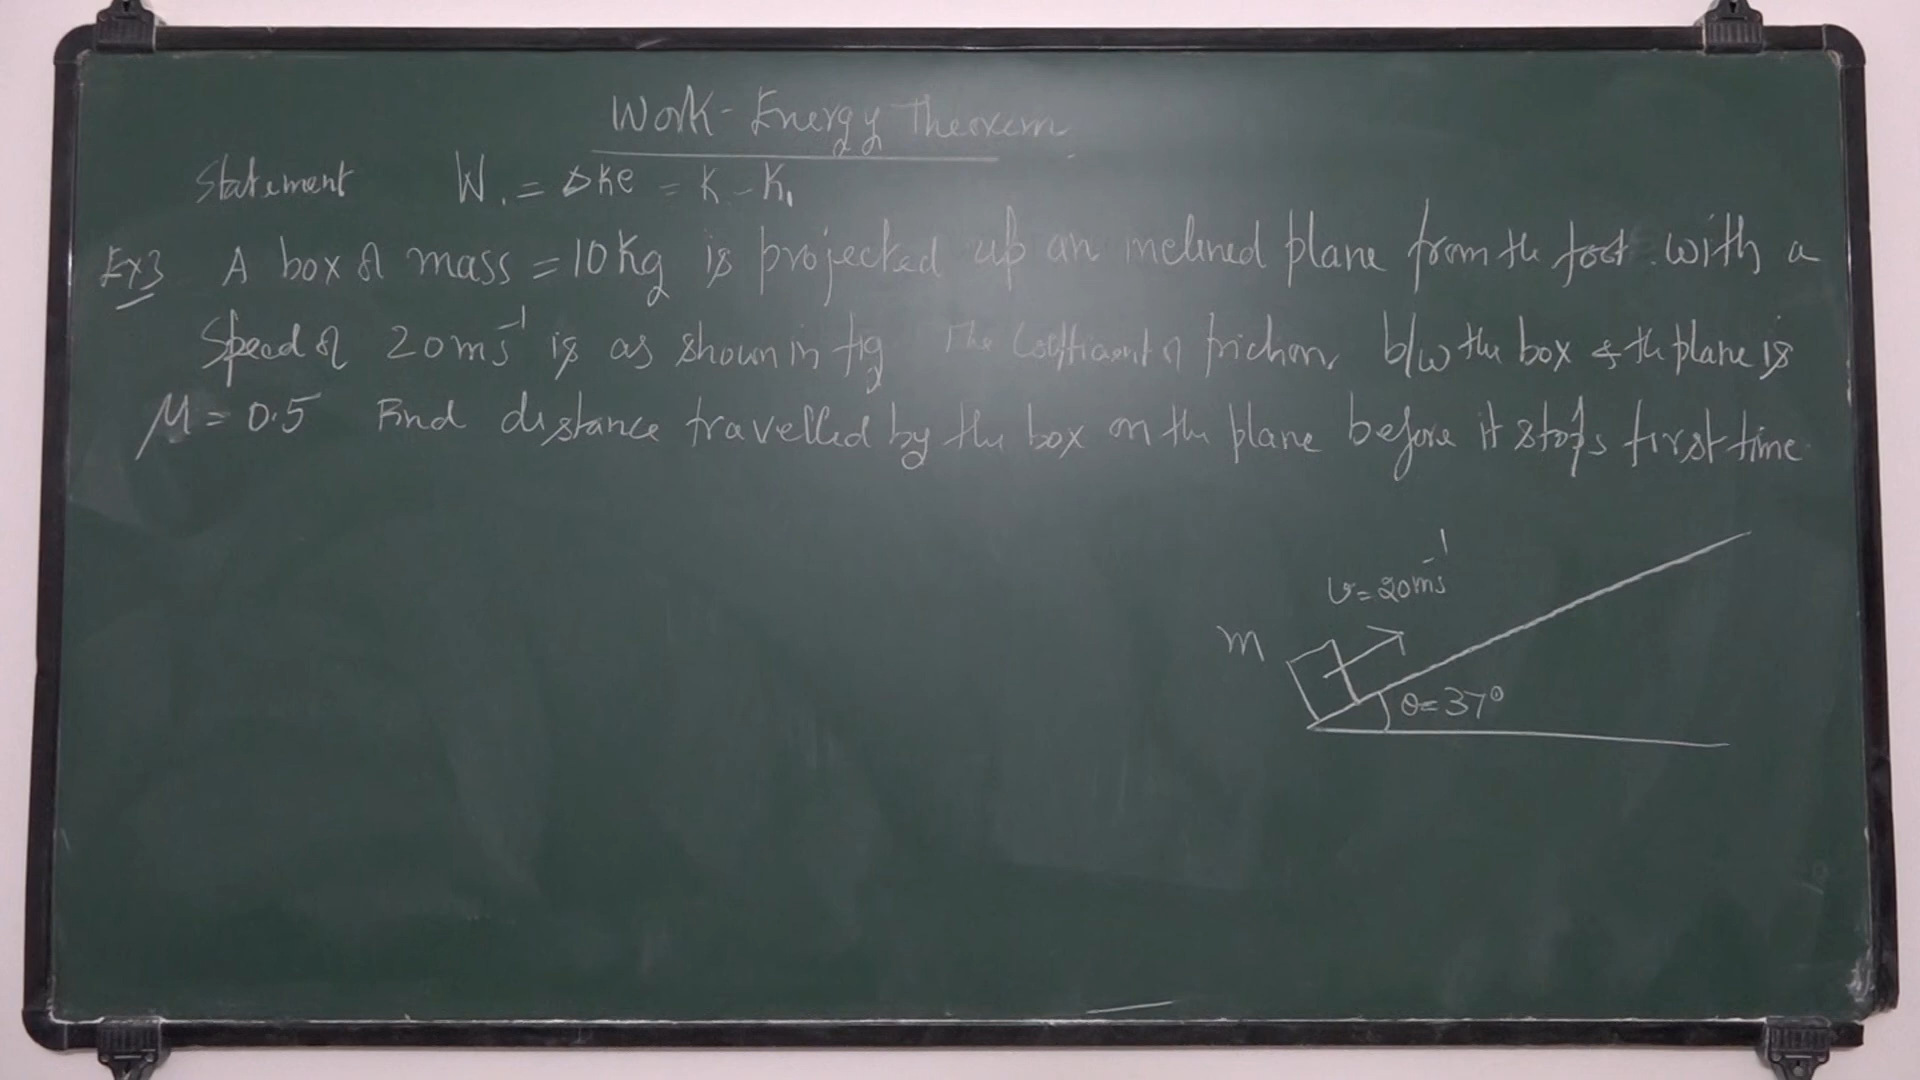 Work-Energy Theorem
Statement W = ΔKe = K - K₁
Ex3 A box of mass = 10 kg is projected up an inclined plane from the foot with a
Speed of 20 ms⁻¹ is as shown in fig The Coefficient of friction b/w the box & the plane is
μ = 0.5 Find distance travelled by the box on the plane before it stops first time
v = 20 ms⁻¹
m
θ = 37°